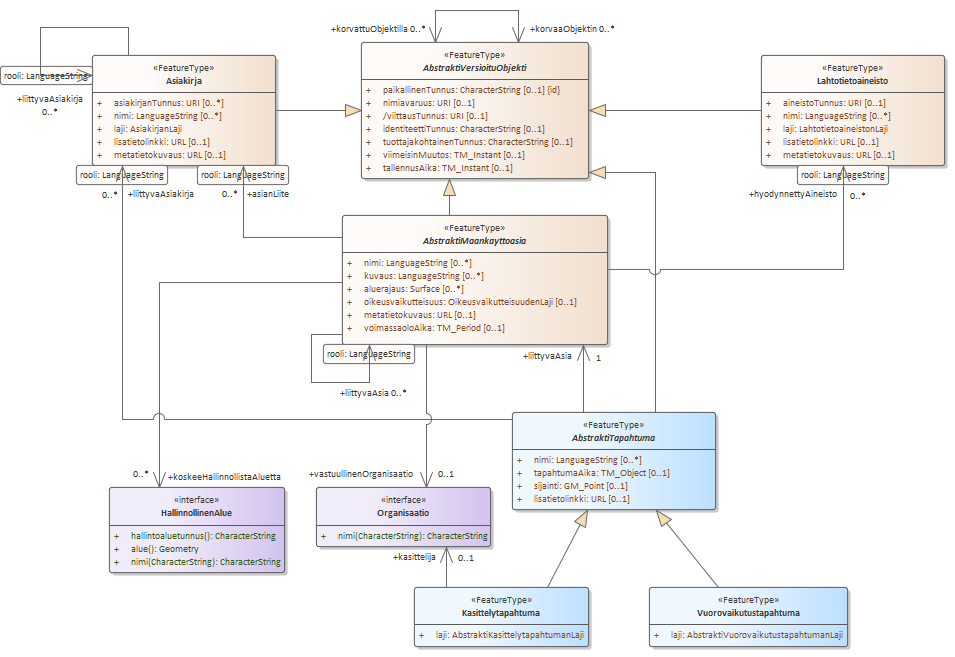 +korvattuObjektilla 0..*
+korvaaObjektin 0..*
«FeatureType»
Asiakirja
+ asiakirjanTunnus: URI [0..*]
+ nimi: LanguageString [0..*]
+ laji: AsiakirjanLaji
+ lisatietolinkki: URL [0..1]
+ metatietokuvaus: URL [0..1]
rooli: LanguageString
+liittyvaAsiakirja
0..*
rooli: LanguageString
0..*
+liittyvaAsiakirja
rooli: LanguageString
0..*
+asianLiite
«FeatureType»
AbstraktiVersioituObjekti
+ paikallinenTunnus: CharacterString [0..1] {id}
+ nimiavaruus: URI [0..1]
+ /viittausTunnus: URI [0..1]
+ identiteettiTunnus: CharacterString [0..1]
+ tuottajakohtainenTunnus: CharacterString [0..1]
+ viimeisinMuutos: TM_Instant [0..1]
+ tallennusAika: TM_Instant [0..1]
«FeatureType»
Lahtotietoaineisto
+ aineistoTunnus: URI [0..1]
+ nimi: LanguageString [0..*]
+ laji: LahtotietoaineistonLaji
+ lisatietolinkki: URL [0..1]
+ metatietokuvaus: URL [0..1]
rooli: LanguageString
+hyodynnettyAineisto
0..*
«FeatureType»
AbstraktiMaankayttoasia
+ nimi: LanguageString [0..*]
+ kuvaus: LanguageString [0..*]
+ aluerajaus: Surface [0..*]
+ oikeusvaikutteisuus: OikeusvaikutteisuudenLaji [0..1]
+ metatietokuvaus: URL [0..1]
+ voimassaoloAika: TM_Period [0..1]
rooli: LanguageString
+liittyvaAsia 0..*
+liittyvaAsia
1
«FeatureType»
AbstraktiTapahtuma
+ nimi: LanguageString [0..*]
+ tapahtumaAika: TM_Object [0..1]
+ sijainti: GM_Point [0..1]
+ lisatietolinkki: URL [0..1]
0..*
+koskeeHallinnollistaAluetta
+vastuullinenOrganisaatio
0..1
«interface»
HallinnollinenAlue
+ hallintoaluetunnus(): CharacterString
+ alue(): Geometry
+ nimi(CharacterString): CharacterString
«interface»
Organisaatio
+ nimi(CharacterString): CharacterString
+kasittelija
0..1
«FeatureType»
Kasittelytapahtuma
+ laji: AbstraktiKasittelytapahtumanLaji
«FeatureType»
Vuorovaikutustapahtuma
+ laji: AbstraktiVuorovaikutustapahtumanLaji